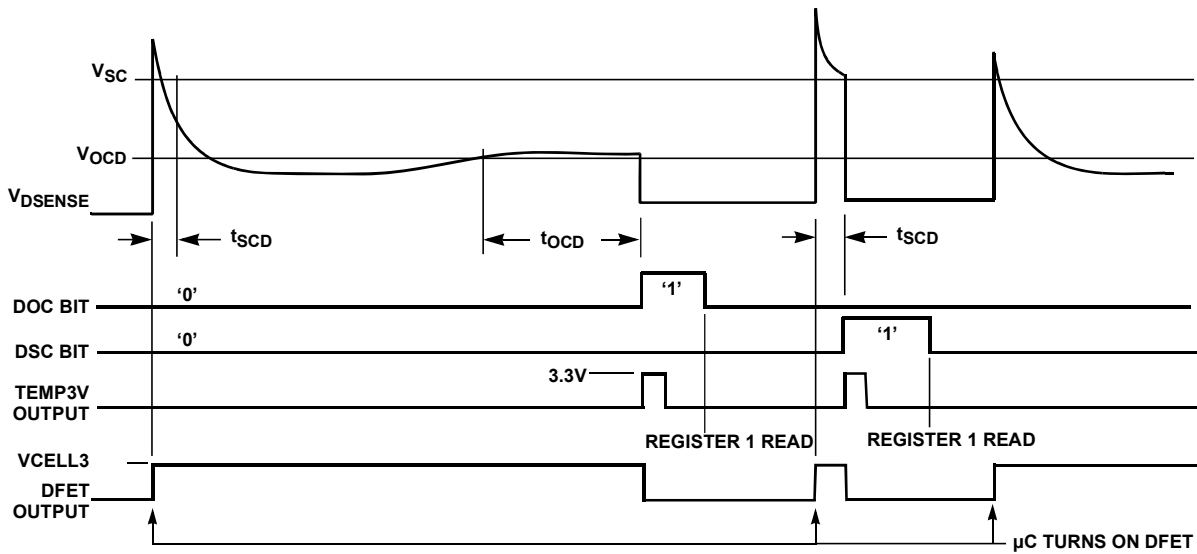 VSC
VOCD
VDSENSE
tSCD
tOCD
tSCD
DOC BIT
‘0’
‘1’
DSC BIT
‘0’
‘1’
3.3V
TEMP3V
OUTPUT
REGISTER 1 READ
REGISTER 1 READ
VCELL3
DFET
OUTPUT
µC TURNS ON DFET